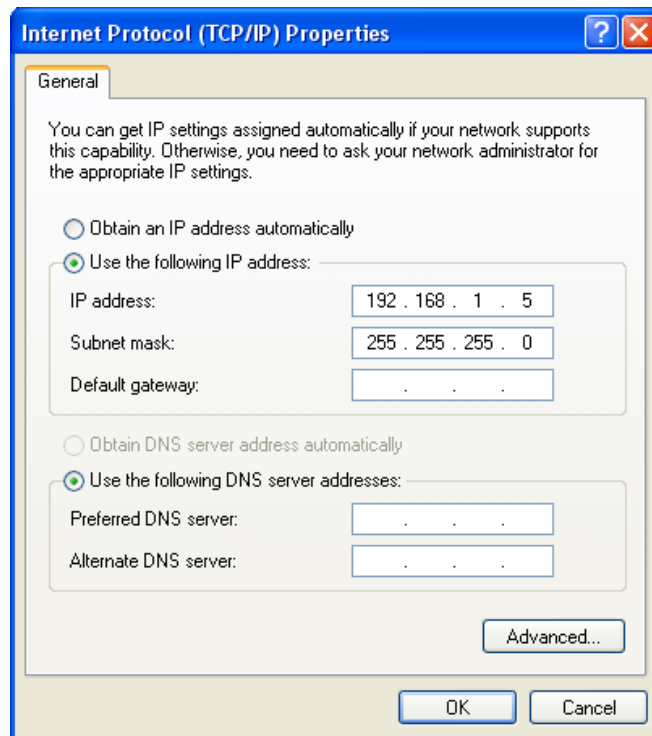 Internet Protocol (TCP/IP) Properties
General
You can get IP settings assigned automatically if your network supports
this capability. Otherwise, you need to ask your network administrator for
the appropriate IP settings.
Obtain an IP address automatically
Use the following IP address:
IP address: 192 . 168 . 1 . 5
Subnet mask: 255 . 255 . 255 . 0
Default gateway: . . .
Obtain DNS server address automatically
Use the following DNS server addresses:
Preferred DNS server: . . .
Alternate DNS server: . . .
Advanced...
OK Cancel